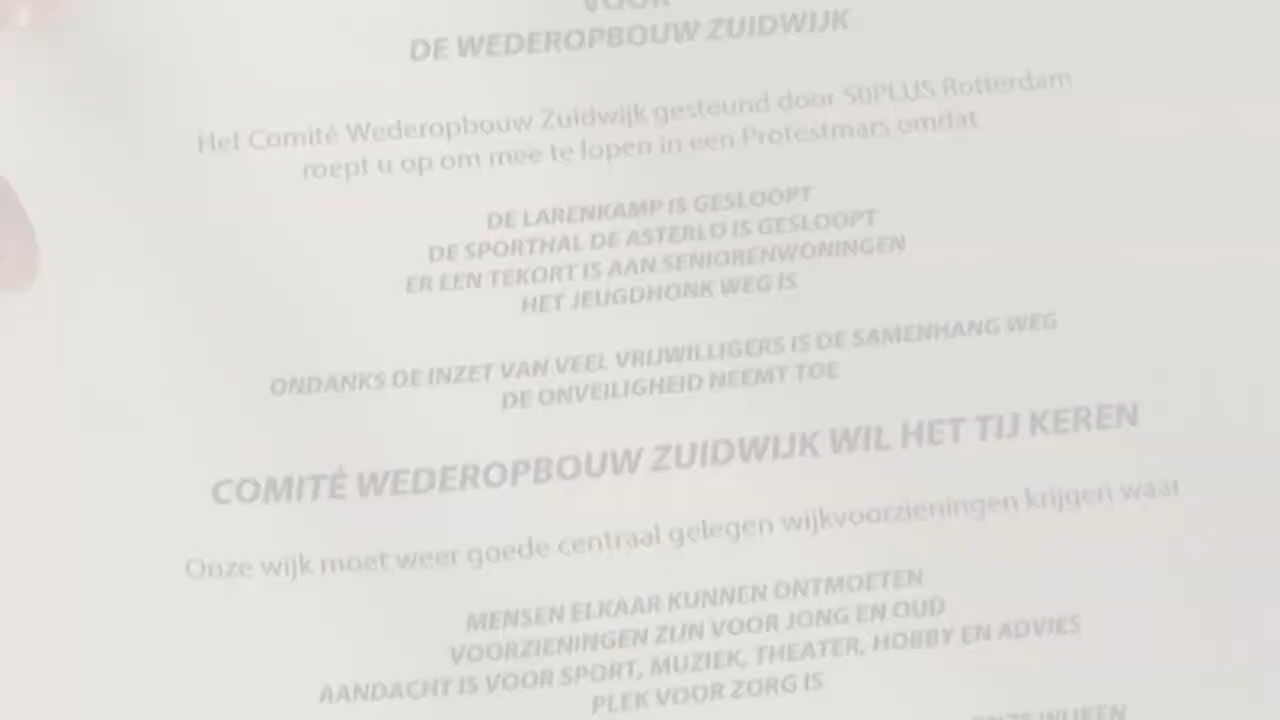 VOOR
DE WEDEROPBOUW ZUIDWIJK
Het Comité Wederopbouw Zuidwijk gesteund door 50PLUS Rotterdam
roept u op om mee te lopen in een Protestmars omdat
DE LARENKAMP IS GESLOOPT
DE SPORTHAL DE ASTERLO IS GESLOOPT
ER EEN TEKORT IS AAN SENIORENWONINGEN
HET JEUGDHONK WEG IS
ONDANKS DE INZET VAN VEEL VRIJWILLIGERS IS DE SAMENHANG WEG
DE ONVEILIGHEID NEEMT TOE
COMITÉ WEDEROPBOUW ZUIDWIJK WIL HET TIJ KEREN
Onze wijk moet weer goede centraal gelegen wijkvoorzieningen krijgen waar
MENSEN ELKAAR KUNNEN ONTMOETEN
VOORZIENINGEN ZIJN VOOR JONG EN OUD
AANDACHT IS VOOR SPORT, MUZIEK, THEATER, HOBBY EN ADVIES
PLEK VOOR ZORG IS
ONZE WIJKEN